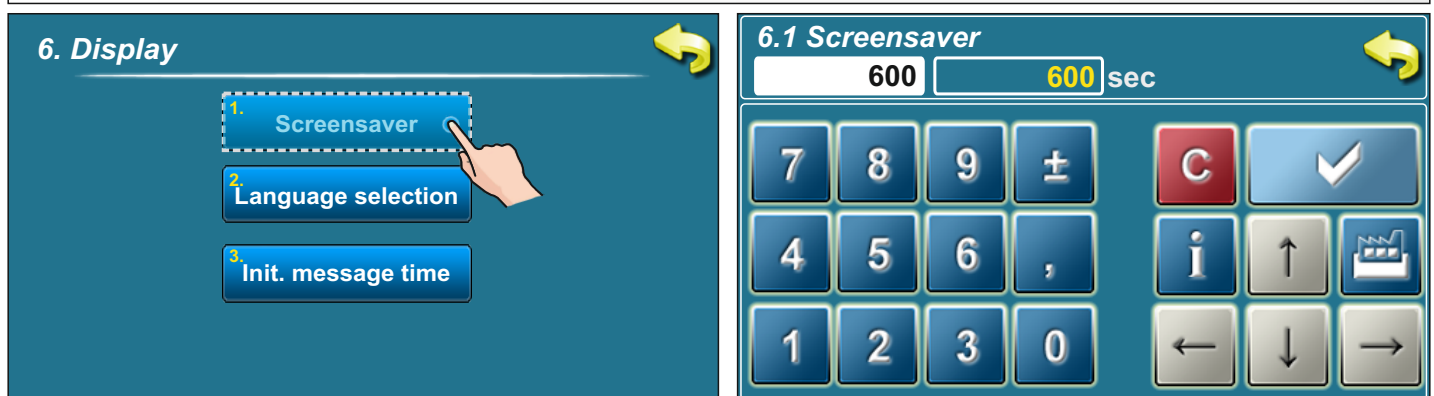 6. Display
1. Screensaver
2. Language selection
3. Init. message time
6.1 Screensaver
600 600 sec
7 8 9 ± C
4 5 6 , i ↑
1 2 3 0 ← ↓ →